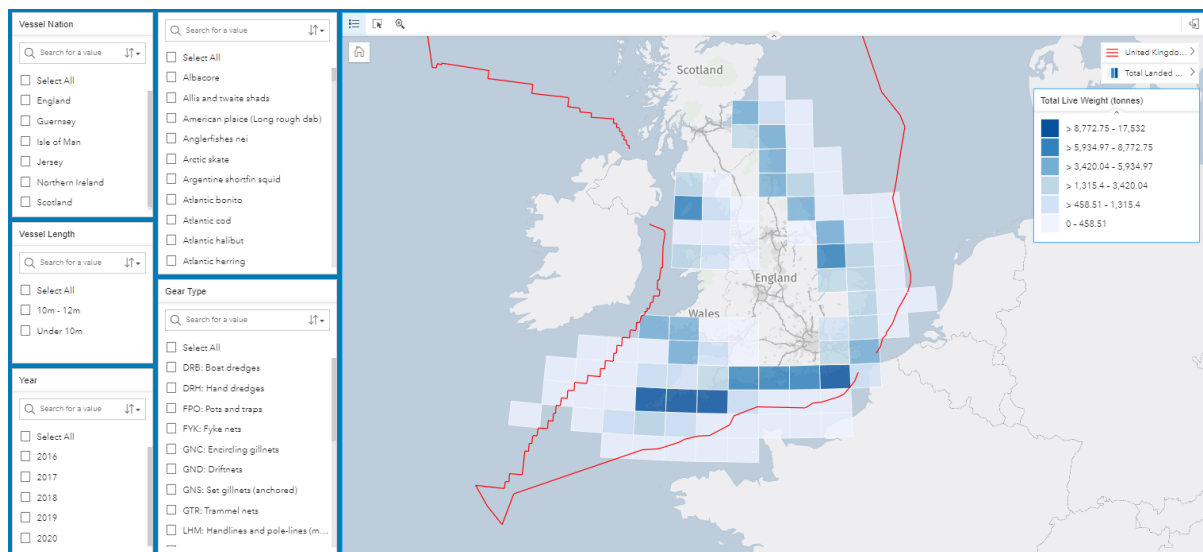 Vessel Nation
Search for a value
Select All
England
Guernsey
Isle of Man
Jersey
Northern Ireland
Scotland
Vessel Length
Search for a value
Select All
10m - 12m
Under 10m
Year
Search for a value
Select All
2016
2017
2018
2019
2020
Search for a value
Select All
Albacore
Allis and twaite shads
American plaice (Long rough dab)
Anglerfishes nei
Arctic skate
Argentine shortfin squid
Atlantic bonito
Atlantic cod
Atlantic halibut
Atlantic herring
Gear Type
Search for a value
Select All
DRB: Boat dredges
DRH: Hand dredges
FPO: Pots and traps
FYK: Fyke nets
GNC: Encircling gillnets
GND: Driftnets
GNS: Set gillnets (anchored)
GTR: Trammel nets
LHM: Handlines and pole-lines (m...
Scotland
England
Wales
United Kingdo...
Total Landed ...
Total Live Weight (tonnes)
> 8,772.75 - 17,532
> 5,934.97 - 8,772.75
> 3,420.04 - 5,934.97
> 1,315.4 - 3,420.04
> 458.51 - 1,315.4
0 - 458.51